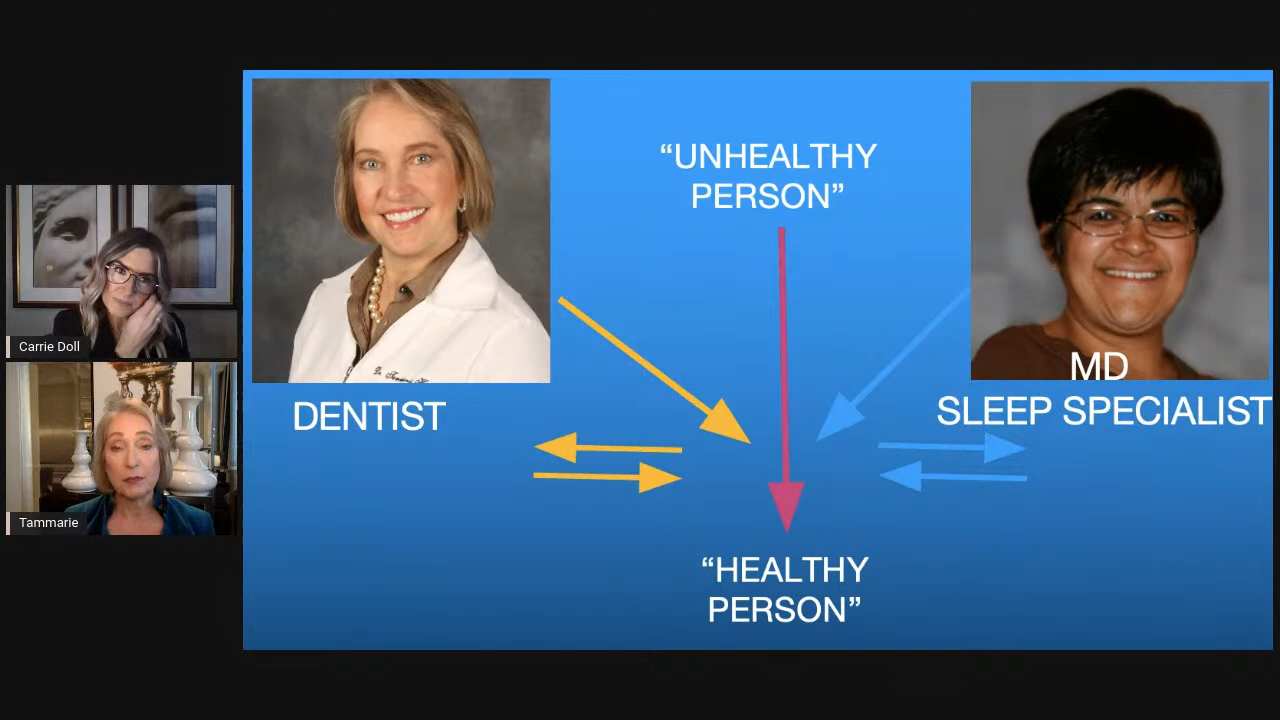 Carrie Doll
Tammarie
“UNHEALTHY
PERSON”
DENTIST
MD
SLEEP SPECIALIST
“HEALTHY
PERSON”